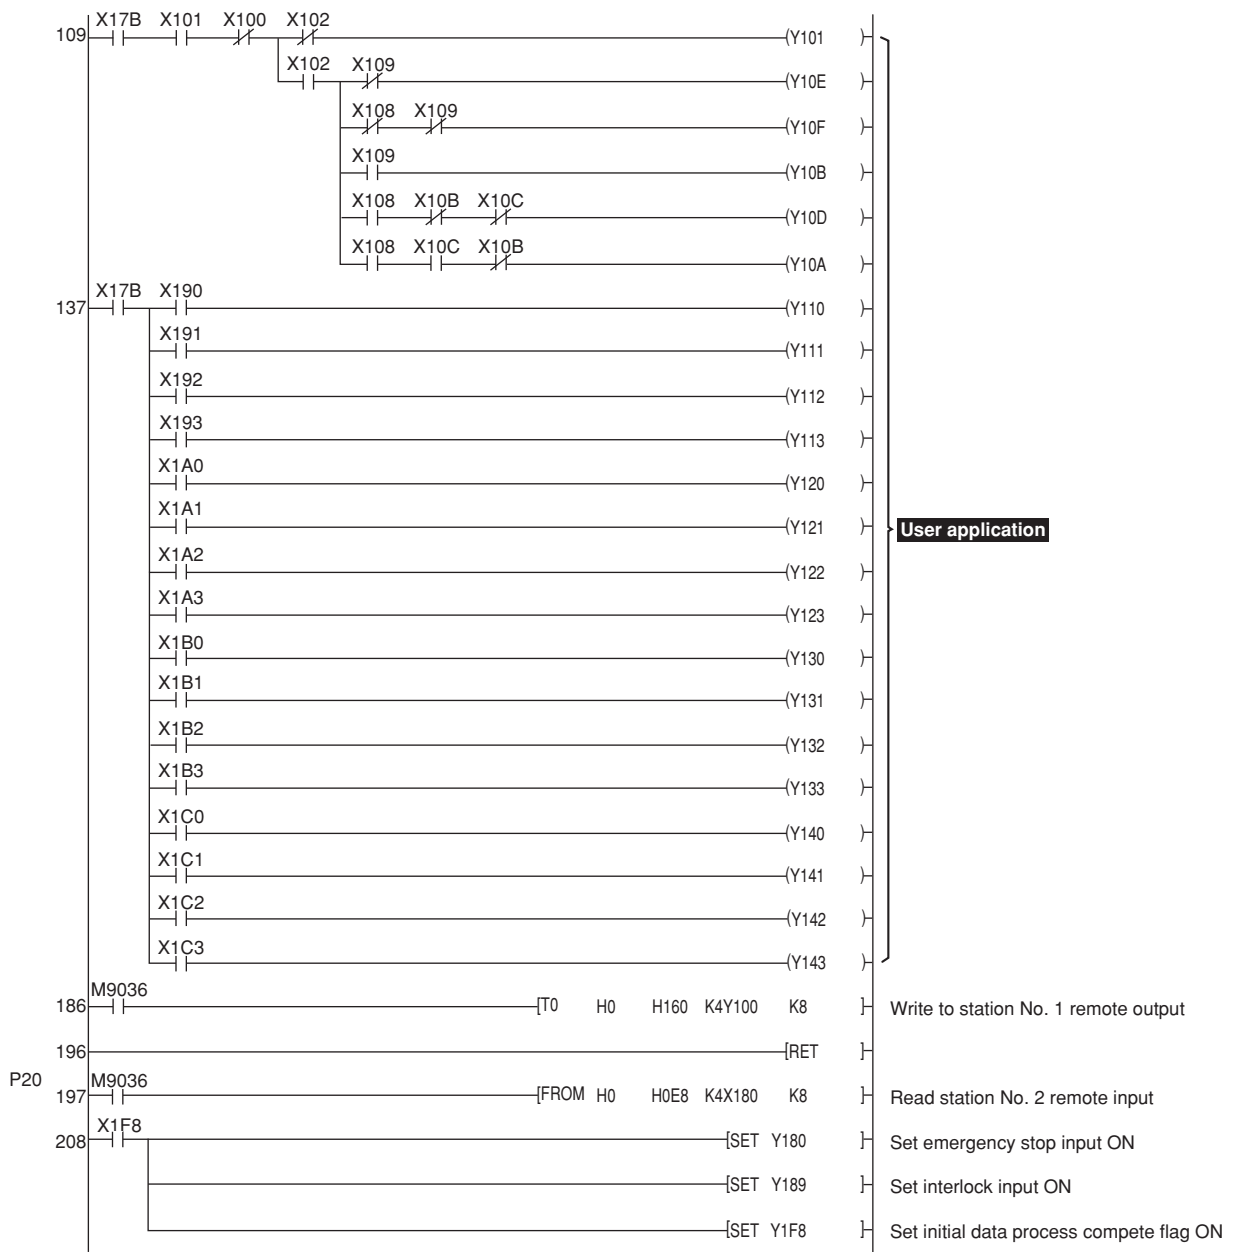 X17B X101 X100 X102
109 (Y101 )
X102 X109
(Y10E )
X108 X109
(Y10F )
X109
(Y10B )
X108 X10B X10C
(Y10D )
X108 X10C X10B
(Y10A )
X17B X190
137 (Y110 )
X191
(Y111 )
X192
(Y112 )
X193
(Y113 )
X1A0
(Y120 )
X1A1
(Y121 )
User application
X1A2
(Y122 )
X1A3
(Y123 )
X1B0
(Y130 )
X1B1
(Y131 )
X1B2
(Y132 )
X1B3
(Y133 )
X1C0
(Y140 )
X1C1
(Y141 )
X1C2
(Y142 )
X1C3
(Y143 )
M9036
186 [T0 H0 H160 K4Y100 K8 ] Write to station No. 1 remote output
196 [RET ]
P20
M9036
197 [FROM H0 H0E8 K4X180 K8 ] Read station No. 2 remote input
X1F8
208 [SET Y180 ] Set emergency stop input ON
[SET Y189 ] Set interlock input ON
[SET Y1F8 ] Set initial data process compete flag ON